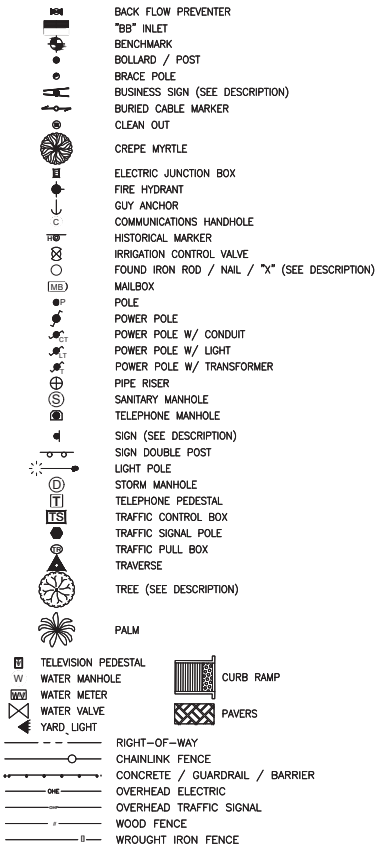 BACK FLOW PREVENTER
"BB" INLET
BENCHMARK
BOLLARD / POST
BRACE POLE
BUSINESS SIGN (SEE DESCRIPTION)
BURIED CABLE MARKER
CLEAN OUT
CREPE MYRTLE
ELECTRIC JUNCTION BOX
FIRE HYDRANT
GUY ANCHOR
C COMMUNICATIONS HANDHOLE
H HISTORICAL MARKER
IRRIGATION CONTROL VALVE
FOUND IRON ROD / NAIL / "X" (SEE DESCRIPTION)
MB MAILBOX
P POLE
POWER POLE
CT POWER POLE W/ CONDUIT
LT POWER POLE W/ LIGHT
T POWER POLE W/ TRANSFORMER
PIPE RISER
S SANITARY MANHOLE
TELEPHONE MANHOLE
SIGN (SEE DESCRIPTION)
SIGN DOUBLE POST
LIGHT POLE
D STORM MANHOLE
T TELEPHONE PEDESTAL
TS TRAFFIC CONTROL BOX
TRAFFIC SIGNAL POLE
TR TRAFFIC PULL BOX
TRAVERSE
TREE (SEE DESCRIPTION)
PALM
TELEVISION PEDESTAL
W WATER MANHOLE
WV WATER METER
WATER VALVE
YARD LIGHT
CURB RAMP
PAVERS
RIGHT-OF-WAY
CHAINLINK FENCE
CONCRETE / GUARDRAIL / BARRIER
OHE OVERHEAD ELECTRIC
OVERHEAD TRAFFIC SIGNAL
WOOD FENCE
WROUGHT IRON FENCE